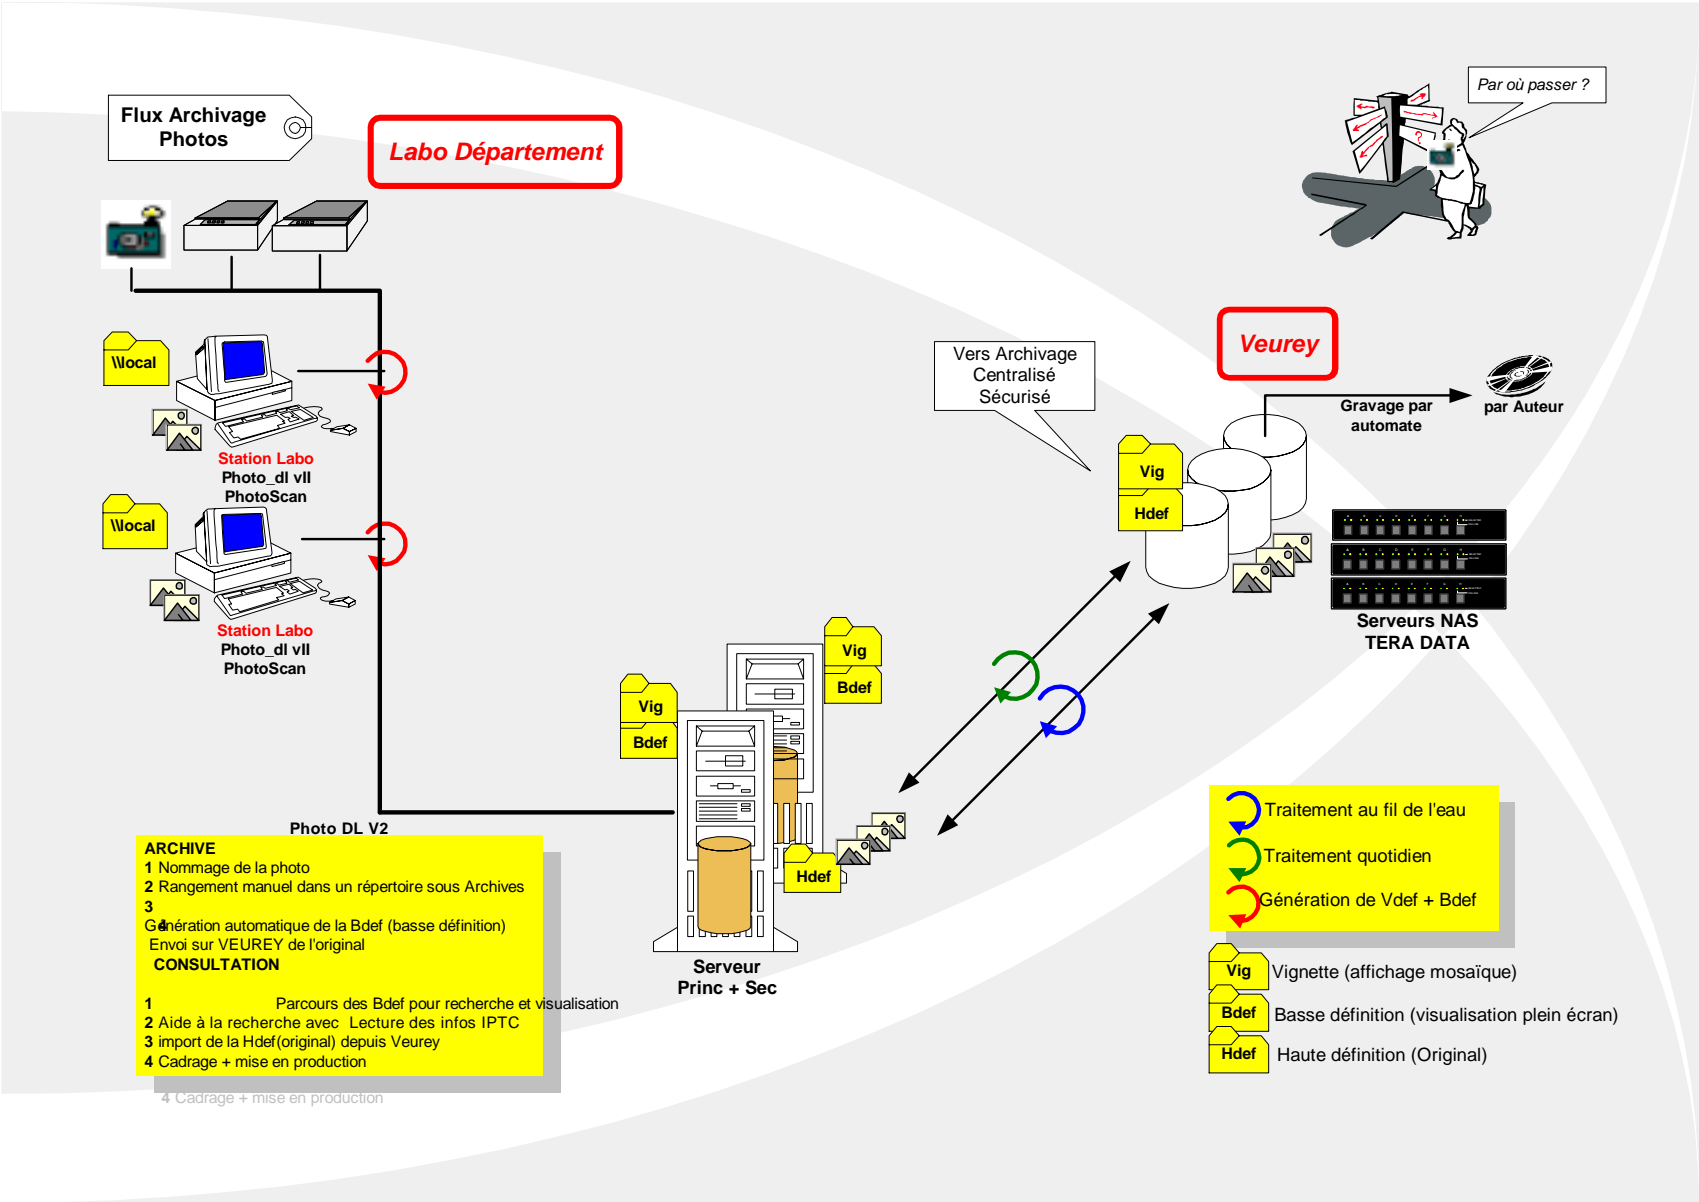 Flux Archivage
Photos
Labo Département
Par où passer ?
\\local
Station Labo
Photo_dl vII
PhotoScan
\\local
Station Labo
Photo_dl vII
PhotoScan
Vers Archivage
Centralisé
Sécurisé
Veurey
Gravage par
automate
par Auteur
Vig
Hdef
Serveurs NAS
TERA DATA
Vig
Bdef
Vig
Bdef
Hdef
Serveur
Princ + Sec
Photo DL V2
ARCHIVE
1 Nommage de la photo
2 Rangement manuel dans un répertoire sous Archives
3
Génération automatique de la Bdef (basse définition)
4
Envoi sur VEUREY de l'original
CONSULTATION
1 Parcours des Bdef pour recherche et visualisation
2 Aide à la recherche avec Lecture des infos IPTC
3 import de la Hdef(original) depuis Veurey
4 Cadrage + mise en production
4 Cadrage + mise en production
Traitement au fil de l'eau
Traitement quotidien
Génération de Vdef + Bdef
Vig Vignette (affichage mosaïque)
Bdef Basse définition (visualisation plein écran)
Hdef Haute définition (Original)